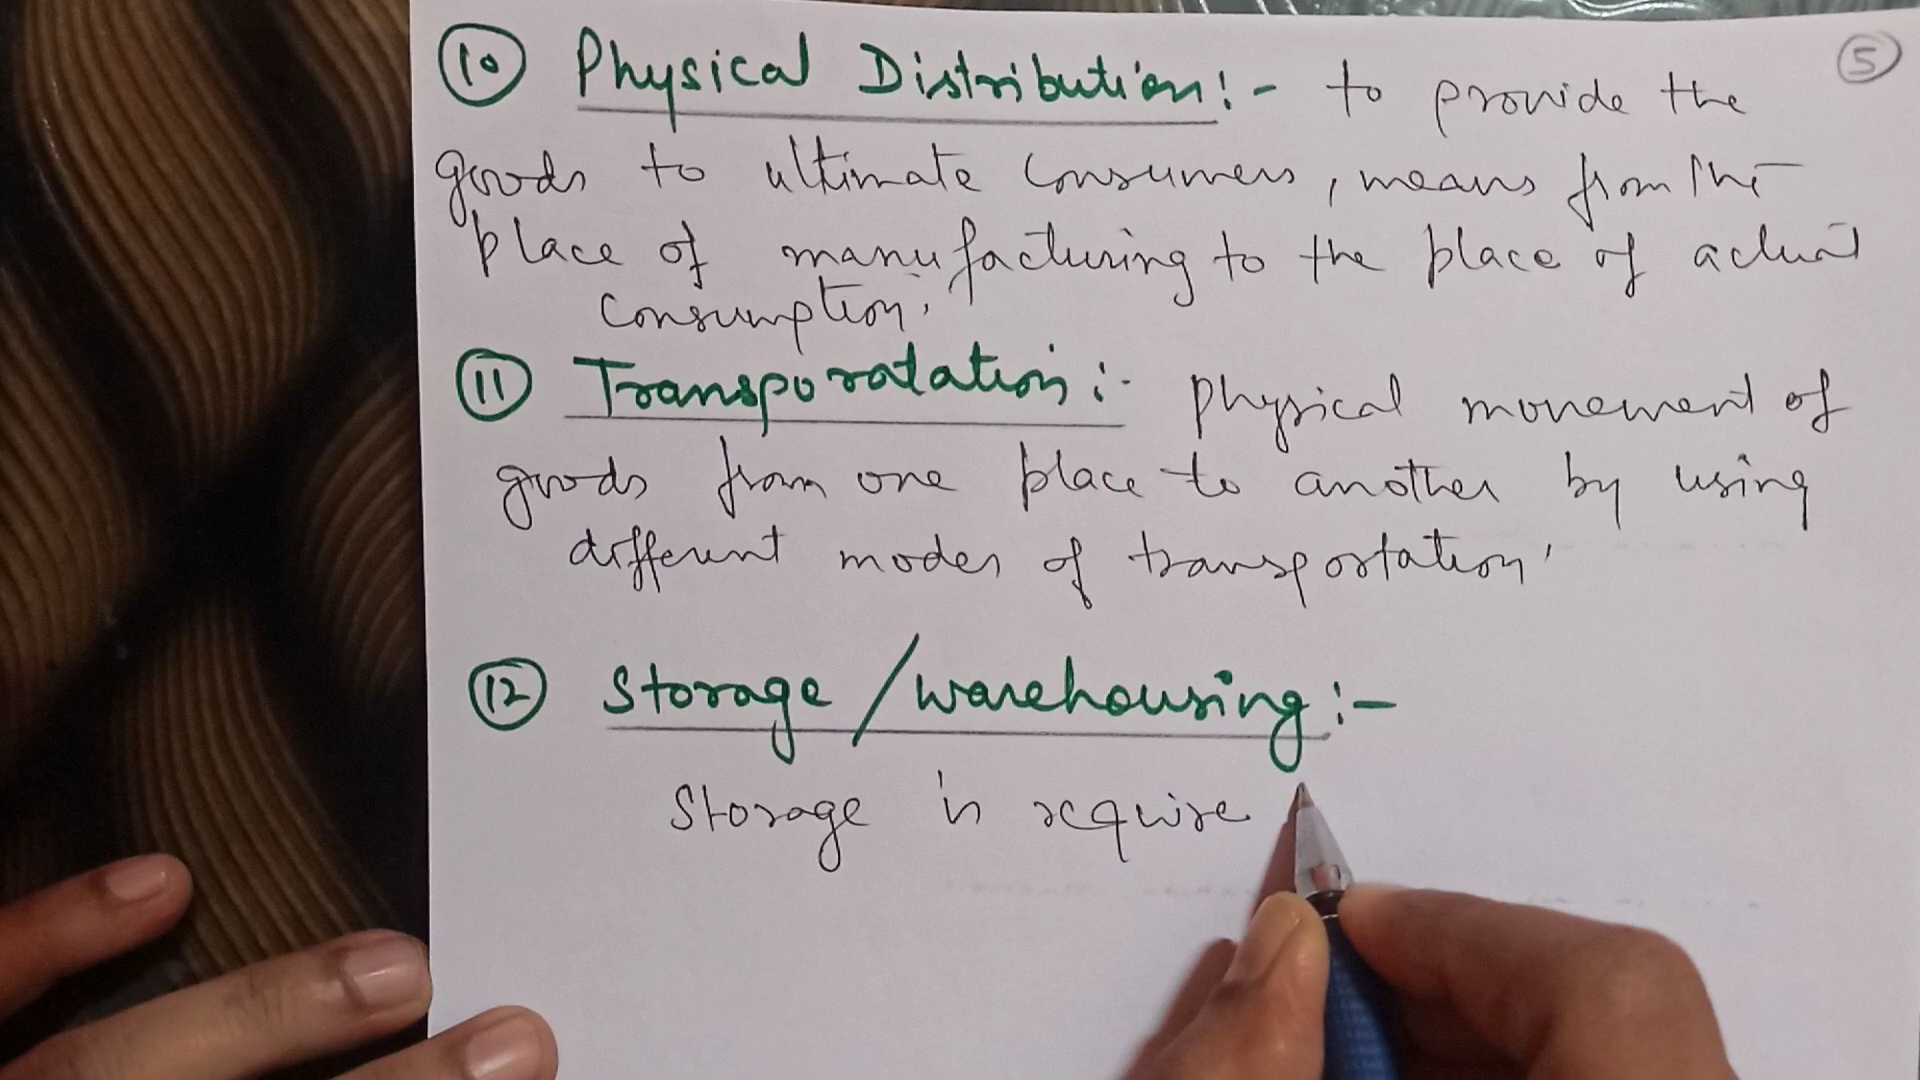 5
10 Physical Distribution:- to provide the
goods to ultimate consumers, means from the
place of manufacturing to the place of actual
consumption.
11 Transporatation:- Physical movement of
goods from one place to another by using
different modes of transportation.
12 Storage/warehousing:-
Storage is require